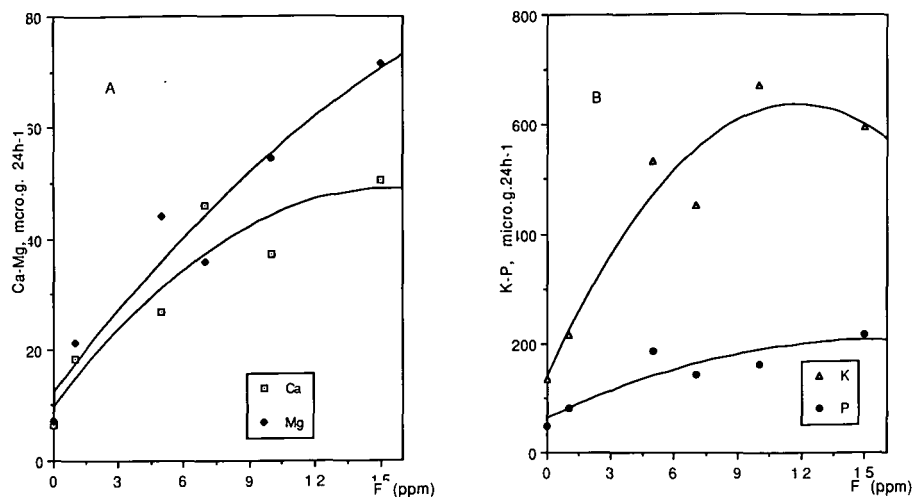 80
60
40
20
0
Ca-Mg, mcro.g. 24h-1
A
Ca
Mg
0 3 6 9 12 15
F (ppm)
800
600
400
200
0
K-P, micro.g.24h-1
B
K
P
0 3 6 9 12 15
F (ppm)